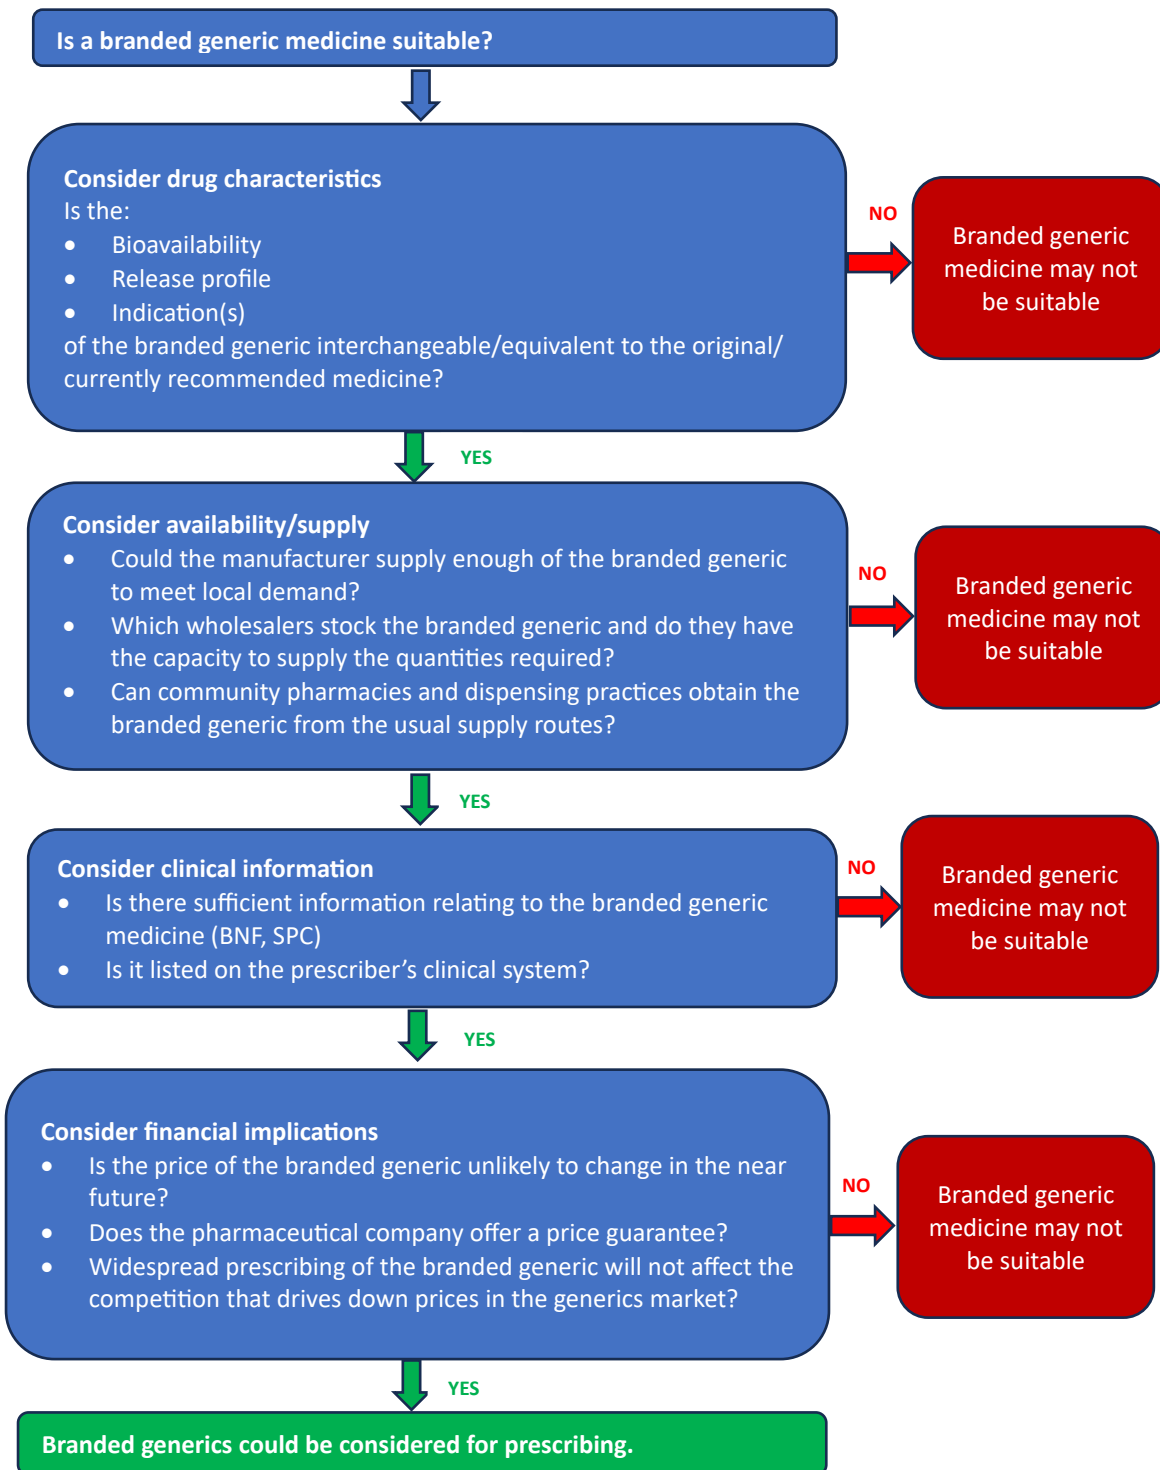 Is a branded generic medicine suitable?
Consider drug characteristics
Is the:
• Bioavailability
• Release profile
• Indication(s)
of the branded generic interchangeable/equivalent to the original/
currently recommended medicine?
NO
Branded generic
medicine may not
be suitable
YES
Consider availability/supply
• Could the manufacturer supply enough of the branded generic
to meet local demand?
• Which wholesalers stock the branded generic and do they have
the capacity to supply the quantities required?
• Can community pharmacies and dispensing practices obtain the
branded generic from the usual supply routes?
NO
Branded generic
medicine may not
be suitable
YES
Consider clinical information
• Is there sufficient information relating to the branded generic
medicine (BNF, SPC)
• Is it listed on the prescriber’s clinical system?
NO
Branded generic
medicine may not
be suitable
YES
Consider financial implications
• Is the price of the branded generic unlikely to change in the near
future?
• Does the pharmaceutical company offer a price guarantee?
• Widespread prescribing of the branded generic will not affect the
competition that drives down prices in the generics market?
NO
Branded generic
medicine may not
be suitable
YES
Branded generics could be considered for prescribing.